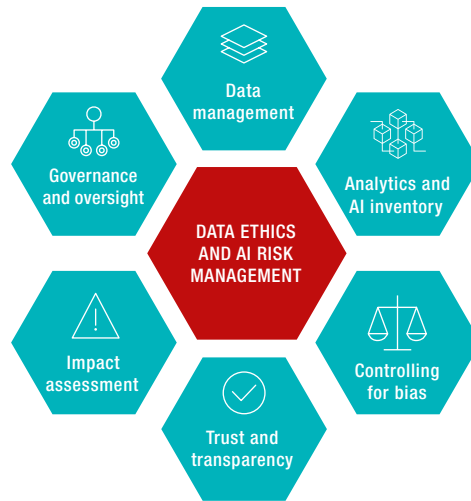 Data
management
Governance
and oversight
Analytics and
AI inventory
DATA ETHICS
AND AI RISK
MANAGEMENT
Impact
assessment
Controlling
for bias
Trust and
transparency